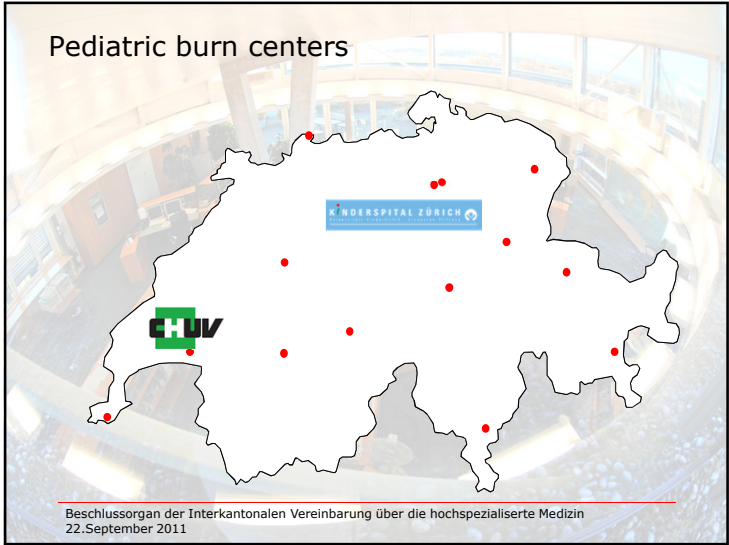 Pediatric burn centers
KINDERSPITAL ZÜRICH
CHUV
Beschlussorgan der Interkantonalen Vereinbarung über die hochspezialiserte Medizin
22.September 2011